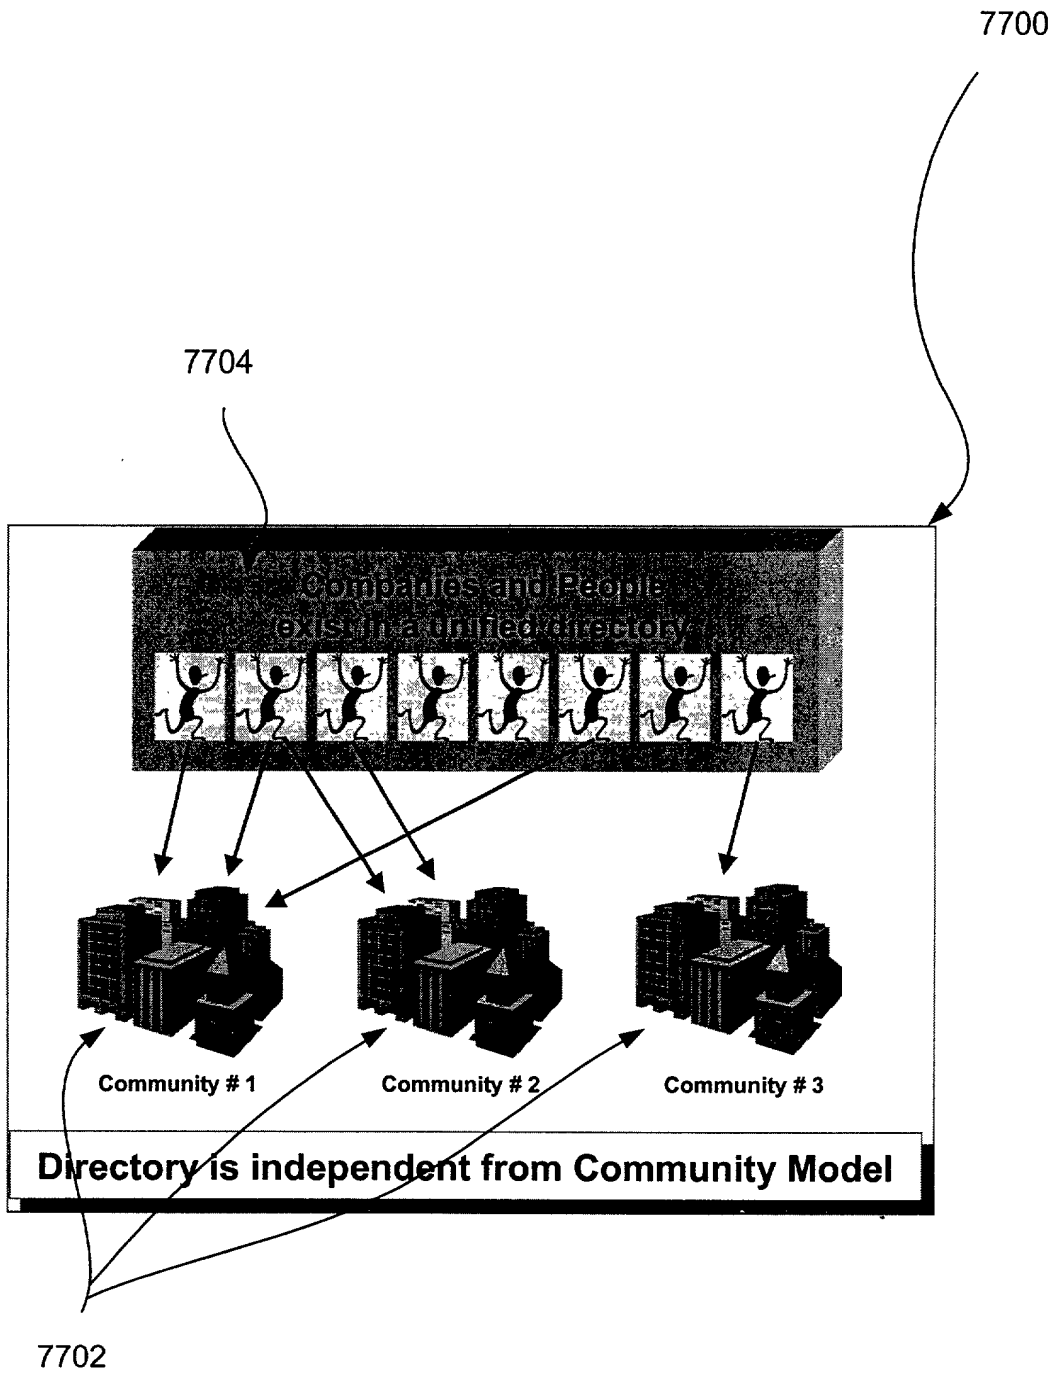 7700
7704
Companies and People
exist in a unified directory
Community # 1
Community # 2
Community # 3
Directory is independent from Community Model
7702